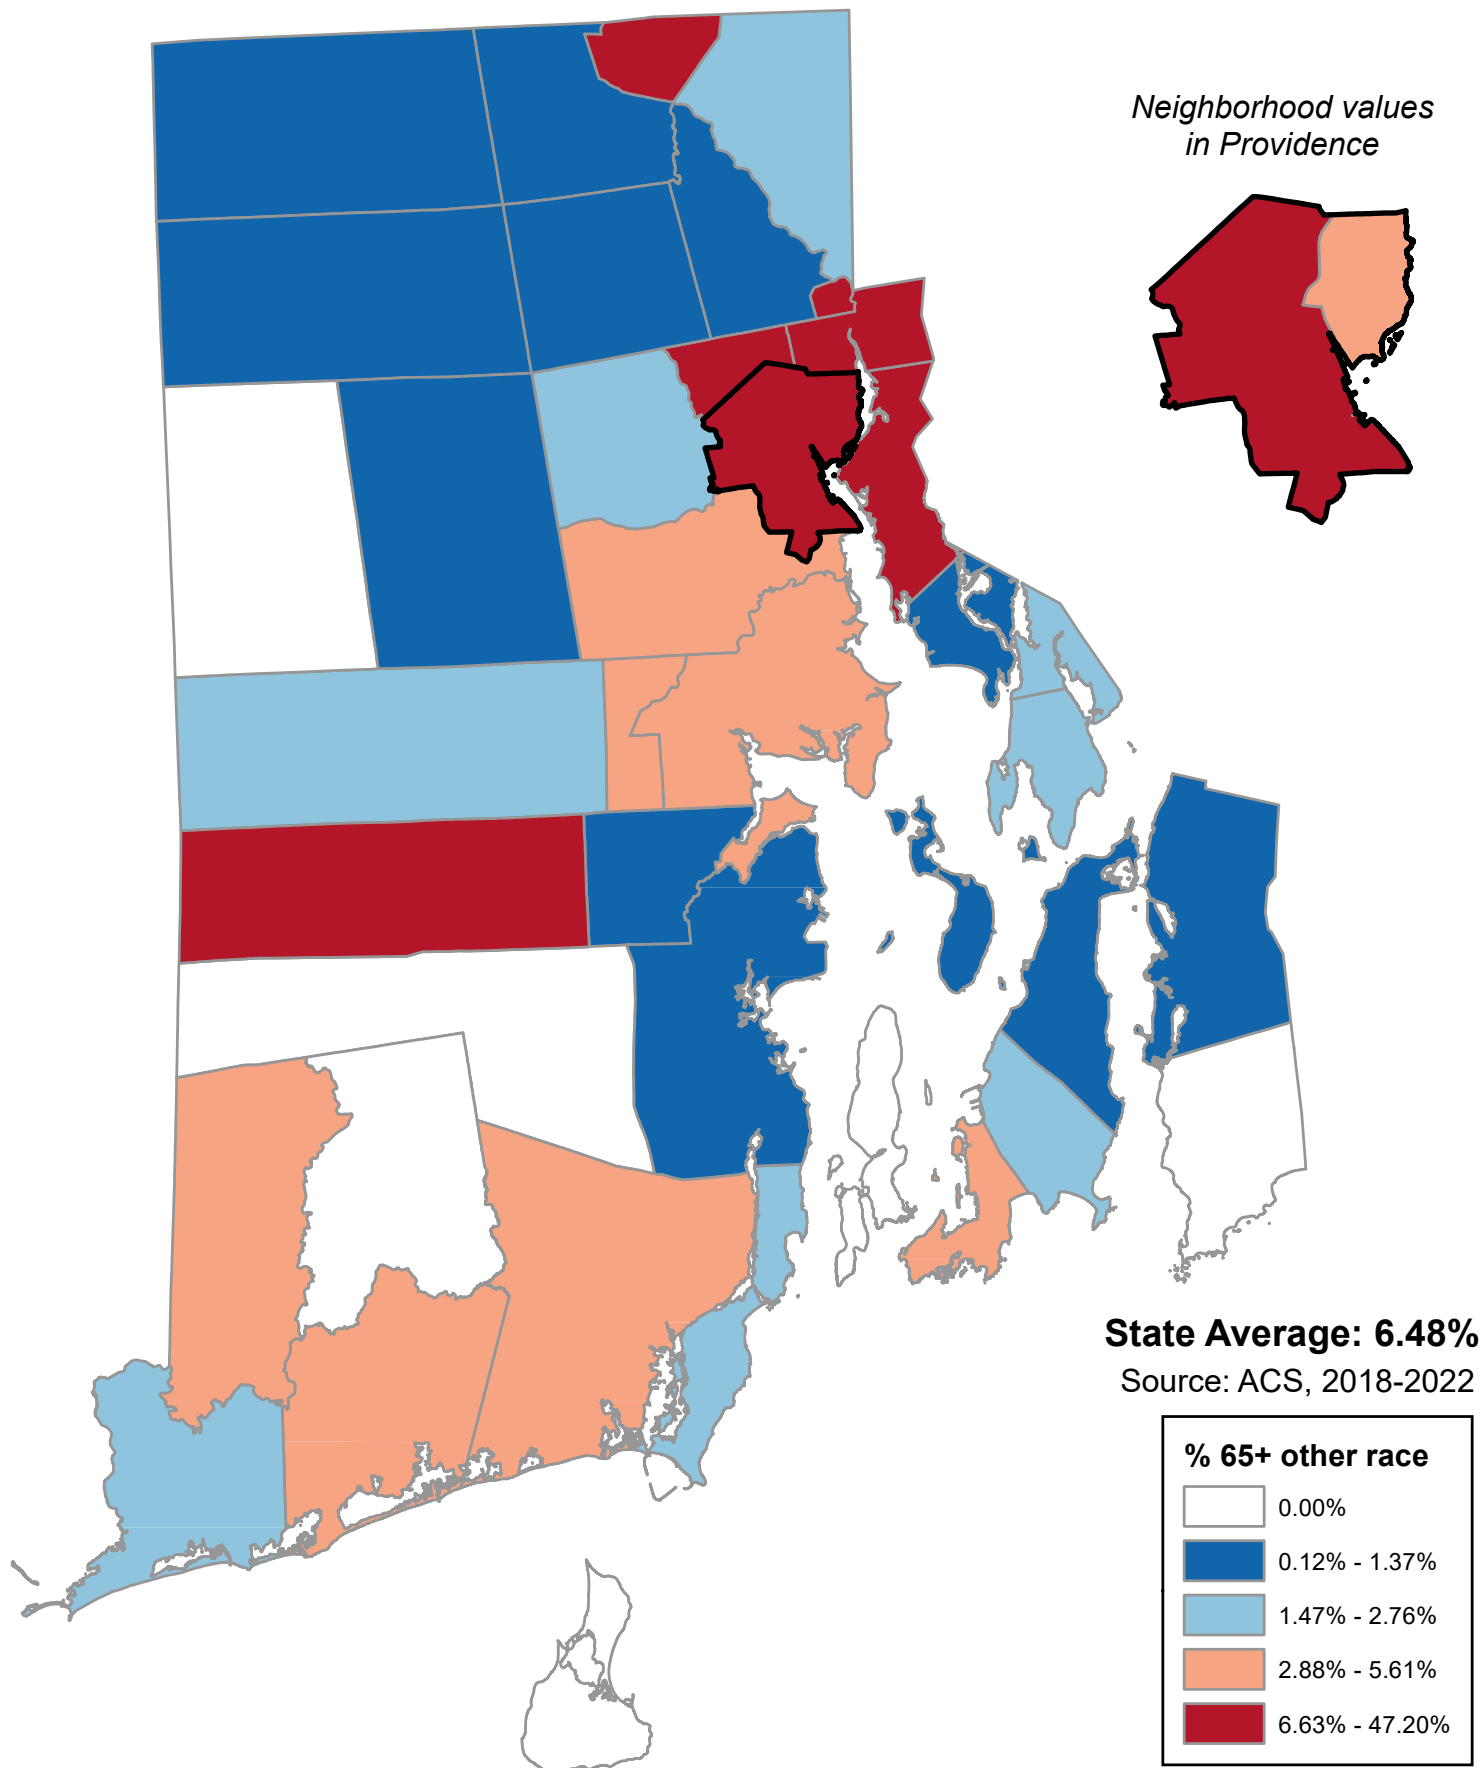 Neighborhood values
in Providence
State Average: 6.48%
Source: ACS, 2018-2022
% 65+ other race
0.00%
0.12% - 1.37%
1.47% - 2.76%
2.88% - 5.61%
6.63% - 47.20%